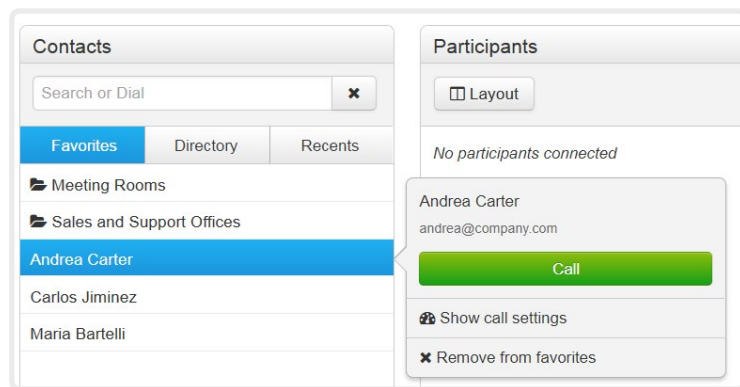 Contacts
Search or Dial
Favorites Directory Recents
Meeting Rooms
Sales and Support Offices
Andrea Carter
Carlos Jiminez
Maria Bartelli
Participants
Layout
No participants connected
Andrea Carter
andrea@company.com
Call
Show call settings
Remove from favorites